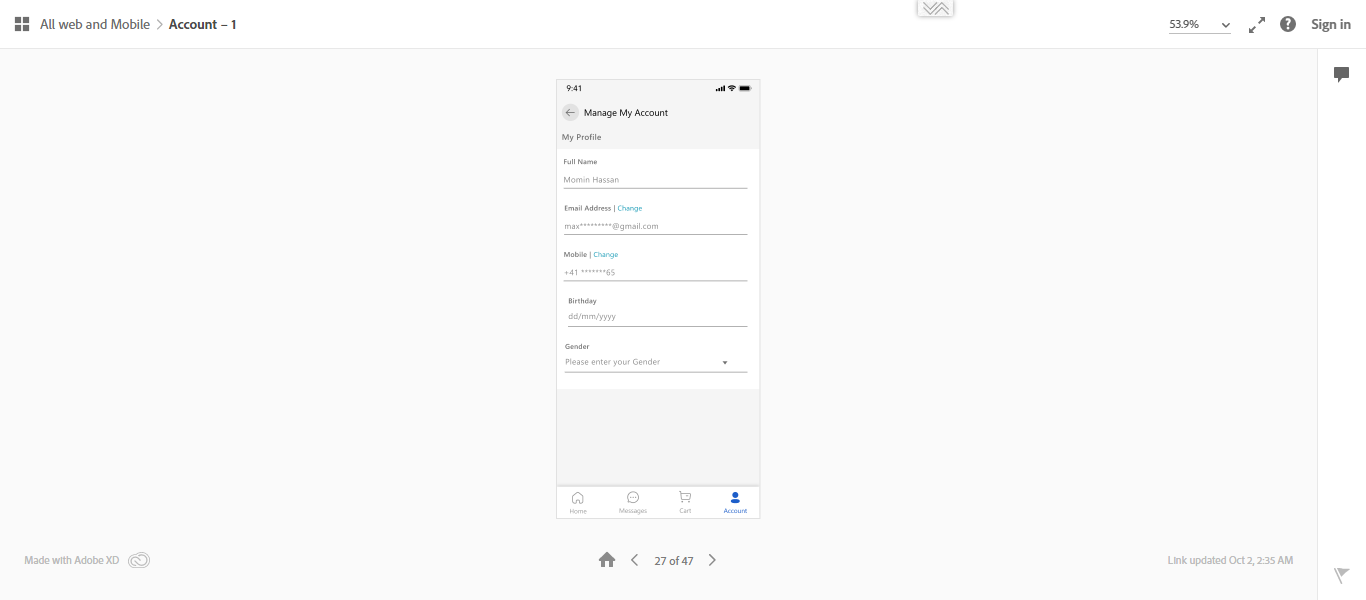 All web and Mobile > Account – 1
53.9%
Sign in
9:41
Manage My Account
My Profile
Full Name
Momin Hassan
Email Address | Change
max*********@gmail.com
Mobile | Change
+41 *******65
Birthday
dd/mm/yyyy
Gender
Please enter your Gender
Home
Messages
Cart
Account
Made with Adobe XD
27 of 47
Link updated Oct 2, 2:35 AM